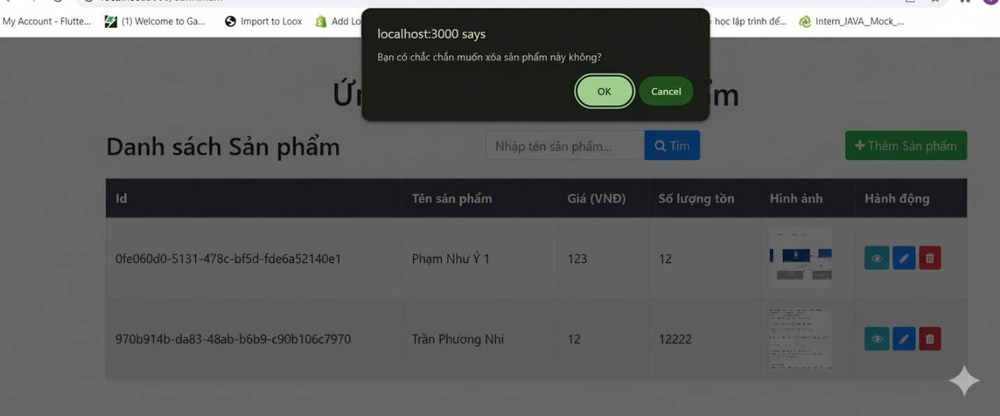 My Account - Flutte... (1) Welcome to Ga... Import to Loox Add Lo học lập trình để... Intern_JAVA_Mock_...
localhost:3000 says
Bạn có chắc chắn muốn xóa sản phẩm này không?
OK Cancel
Danh sách Sản phẩm Nhập tên sản phẩm... Tìm Thêm Sản phẩm
Id Tên sản phẩm Giá (VNĐ) Số lượng tồn Hình ảnh Hành động
0fe060d0-5131-478c-bf5d-fde6a52140e1 Phạm Như Ý 1 123 12
970b914b-da83-48ab-b6b9-c90b106c7970 Trần Phương Nhi 12 12222